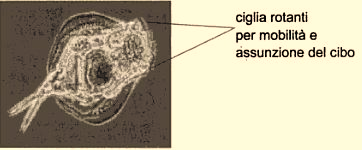 ciglia rotanti
per mobilità e
assunzione del cibo